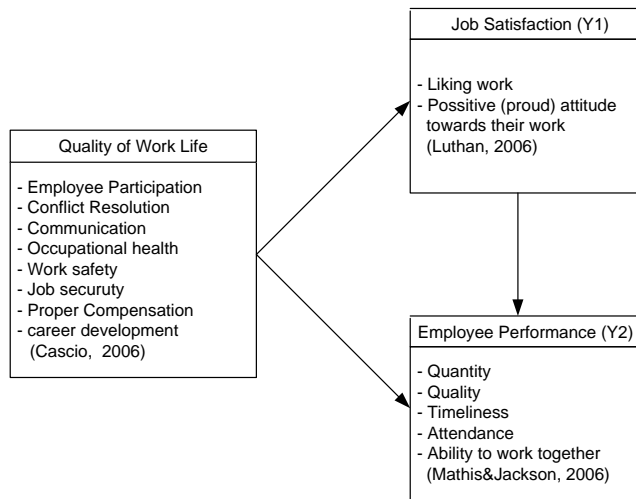 Quality of Work Life
- Employee Participation
- Conflict Resolution
- Communication
- Occupational health
- Work safety
- Job securuty
- Proper Compensation
- career development
(Cascio, 2006)
Job Satisfaction (Y1)
- Liking work
- Possitive (proud) attitude
towards their work
(Luthan, 2006)
Employee Performance (Y2)
- Quantity
- Quality
- Timeliness
- Attendance
- Ability to work together
(Mathis&Jackson, 2006)